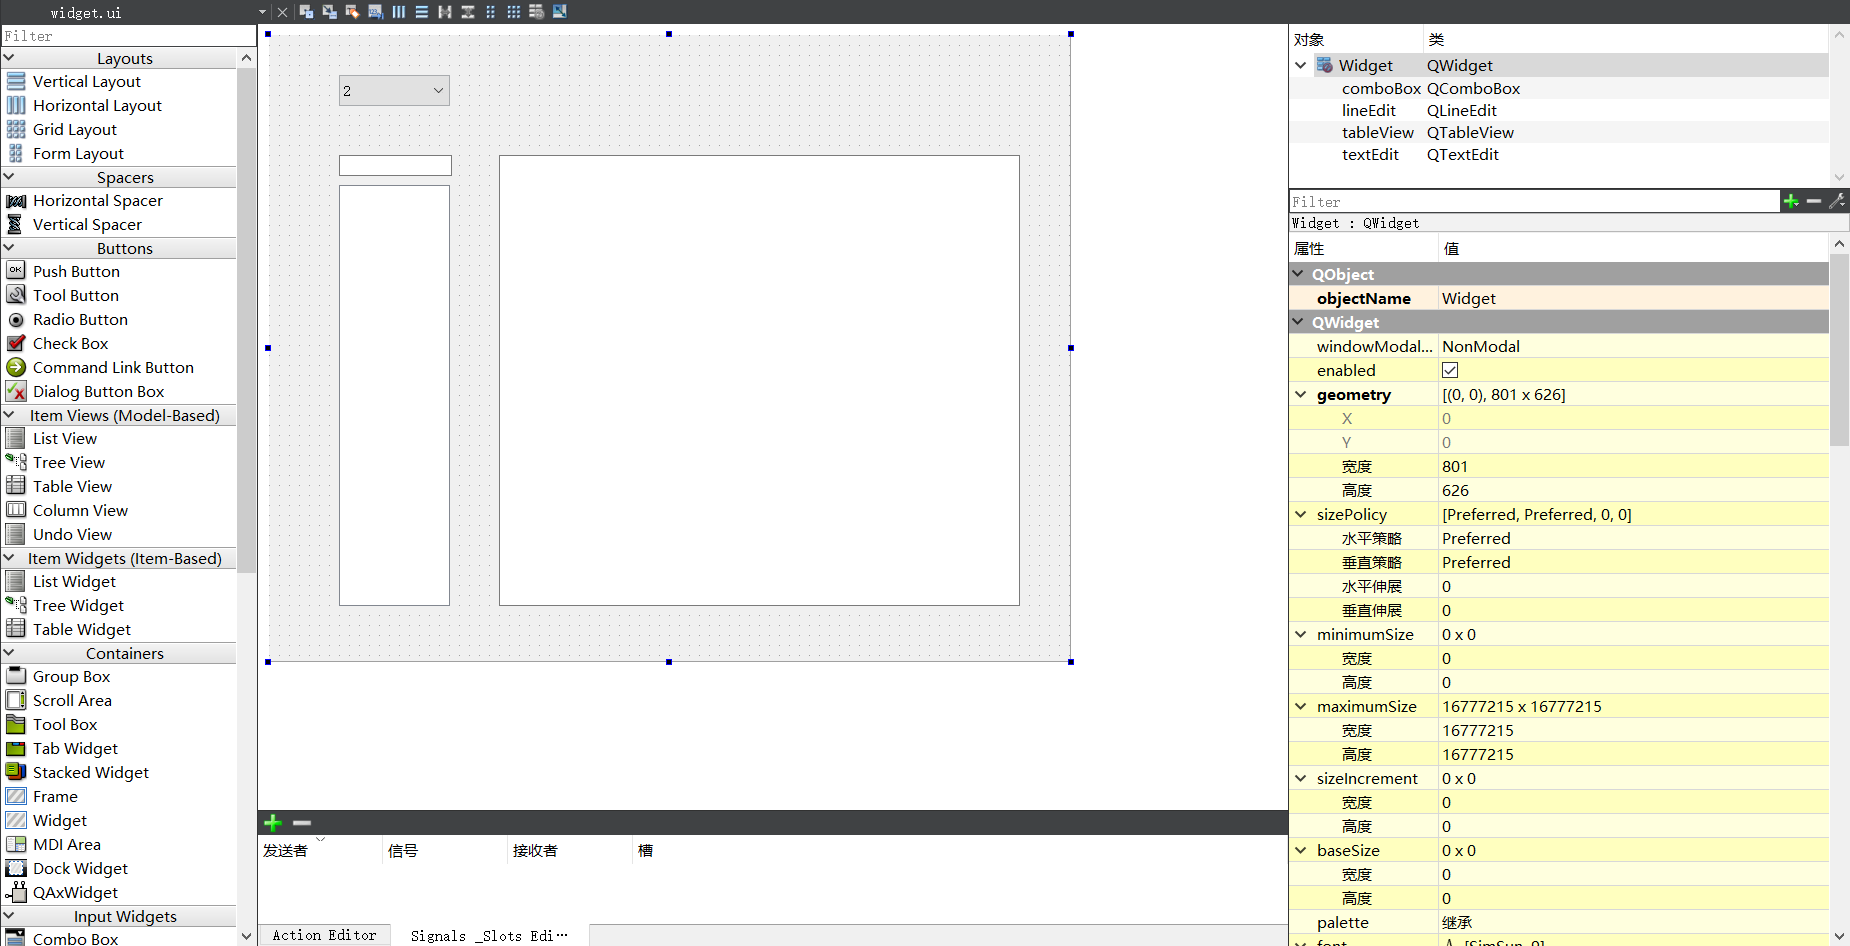 widget.ui
Filter
Layouts
Vertical Layout
Horizontal Layout
Grid Layout
Form Layout
Spacers
Horizontal Spacer
Vertical Spacer
Buttons
OK
Push Button
Tool Button
Radio Button
Check Box
Command Link Button
Dialog Button Box
Item Views (Model-Based)
List View
Tree View
Table View
Column View
Undo View
Item Widgets (Item-Based)
List Widget
Tree Widget
Table Widget
Containers
Group Box
Scroll Area
Tool Box
Tab Widget
Stacked Widget
Frame
Widget
MDI Area
Dock Widget
QAxWidget
Input Widgets
Combo Box
2
发送者 信号 接收者 槽
Action Editor Signals _Slots Edi…
对象 类
Widget QWidget
comboBox QComboBox
lineEdit QLineEdit
tableView QTableView
textEdit QTextEdit
Filter
Widget : QWidget
属性 值
QObject
objectName Widget
QWidget
windowModal... NonModal
enabled
geometry [(0, 0), 801 x 626]
X 0
Y 0
宽度 801
高度 626
sizePolicy [Preferred, Preferred, 0, 0]
水平策略 Preferred
垂直策略 Preferred
水平伸展 0
垂直伸展 0
minimumSize 0 x 0
宽度 0
高度 0
maximumSize 16777215 x 16777215
宽度 16777215
高度 16777215
sizeIncrement 0 x 0
宽度 0
高度 0
baseSize 0 x 0
宽度 0
高度 0
palette 继承
font A [SimSun, 9]